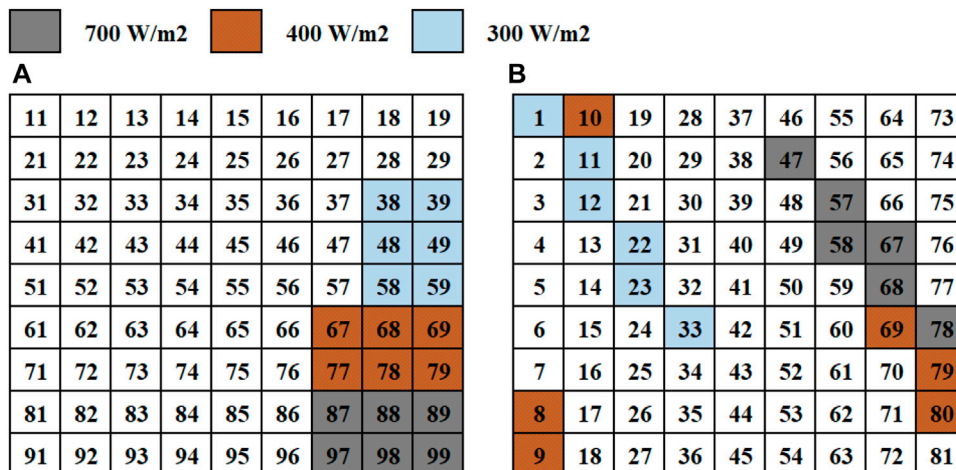 700 W/m2 400 W/m2 300 W/m2
A
11 12 13 14 15 16 17 18 19
21 22 23 24 25 26 27 28 29
31 32 33 34 35 36 37 38 39
41 42 43 44 45 46 47 48 49
51 52 53 54 55 56 57 58 59
61 62 63 64 65 66 67 68 69
71 72 73 74 75 76 77 78 79
81 82 83 84 85 86 87 88 89
91 92 93 94 95 96 97 98 99
B
1 10 19 28 37 46 55 64 73
2 11 20 29 38 47 56 65 74
3 12 21 30 39 48 57 66 75
4 13 22 31 40 49 58 67 76
5 14 23 32 41 50 59 68 77
6 15 24 33 42 51 60 69 78
7 16 25 34 43 52 61 70 79
8 17 26 35 44 53 62 71 80
9 18 27 36 45 54 63 72 81